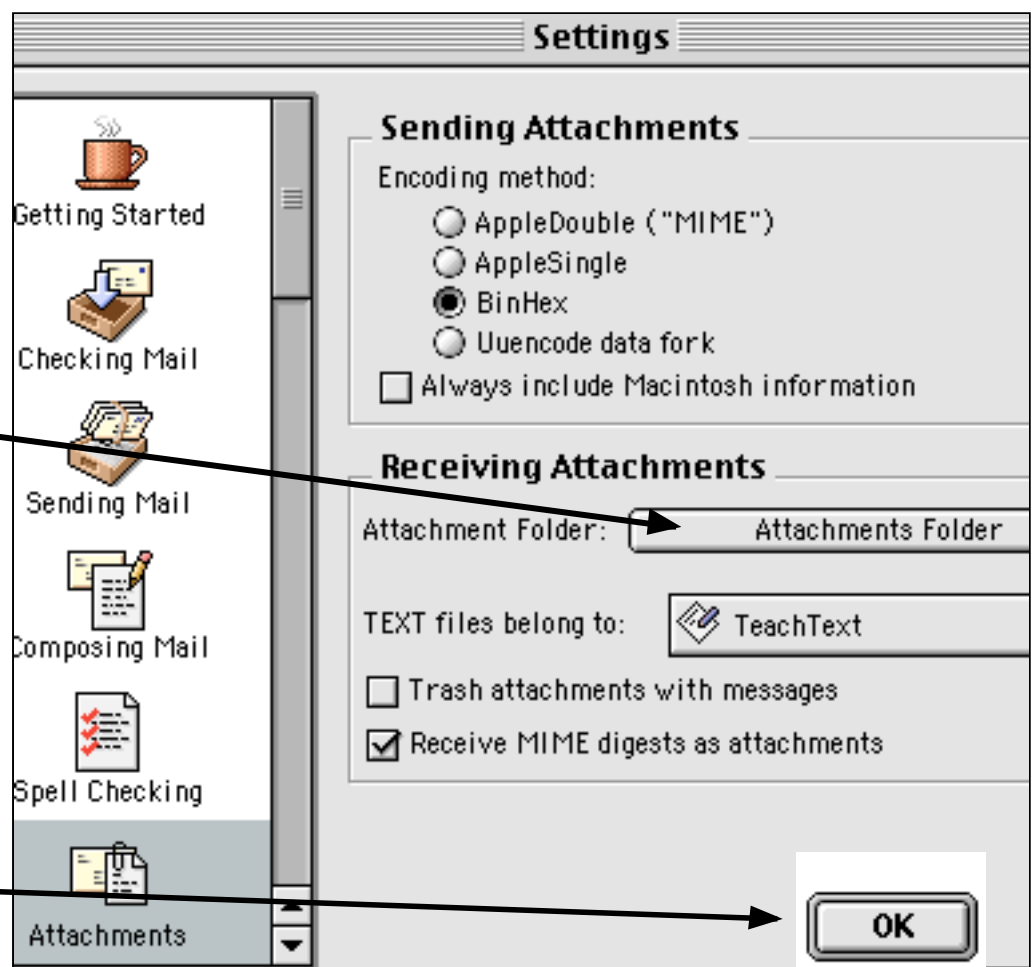 Settings
Getting Started
Checking Mail
Sending Mail
Composing Mail
Spell Checking
Attachments
Sending Attachments
Encoding method:
AppleDouble ("MIME")
AppleSingle
BinHex
Uuencode data fork
Always include Macintosh information
Receiving Attachments
Attachment Folder: Attachments Folder
TEXT files belong to: TeachText
Trash attachments with messages
Receive MIME digests as attachments
OK